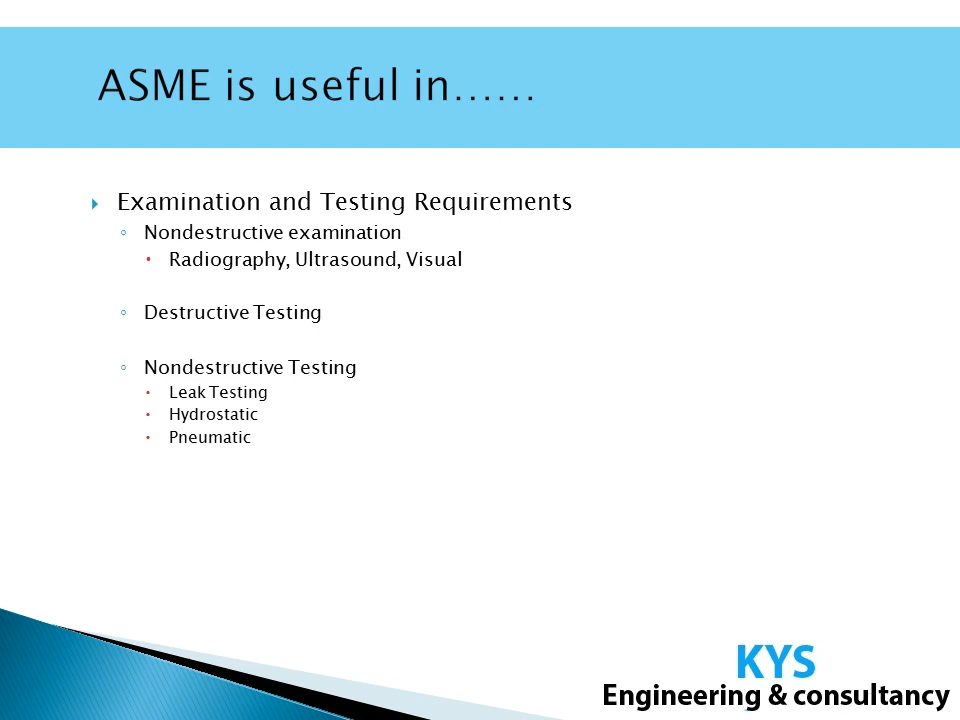 ASME is useful in……
Examination and Testing Requirements
Nondestructive examination
Radiography, Ultrasound, Visual
Destructive Testing
Nondestructive Testing
Leak Testing
Hydrostatic
Pneumatic
KYS
Engineering & consultancy